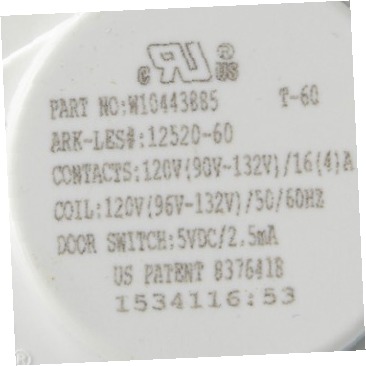 c RU ® US
PART NO:W10443885 T-60
ARK-LES#:12520-60
CONTACTS:120V(90V~132V)/16(4)A
COIL:120V(96V~132V)/50/60HZ
DOOR SWITCH:5VDC/2.5mA
US PATENT 8376418
1534116:53
®